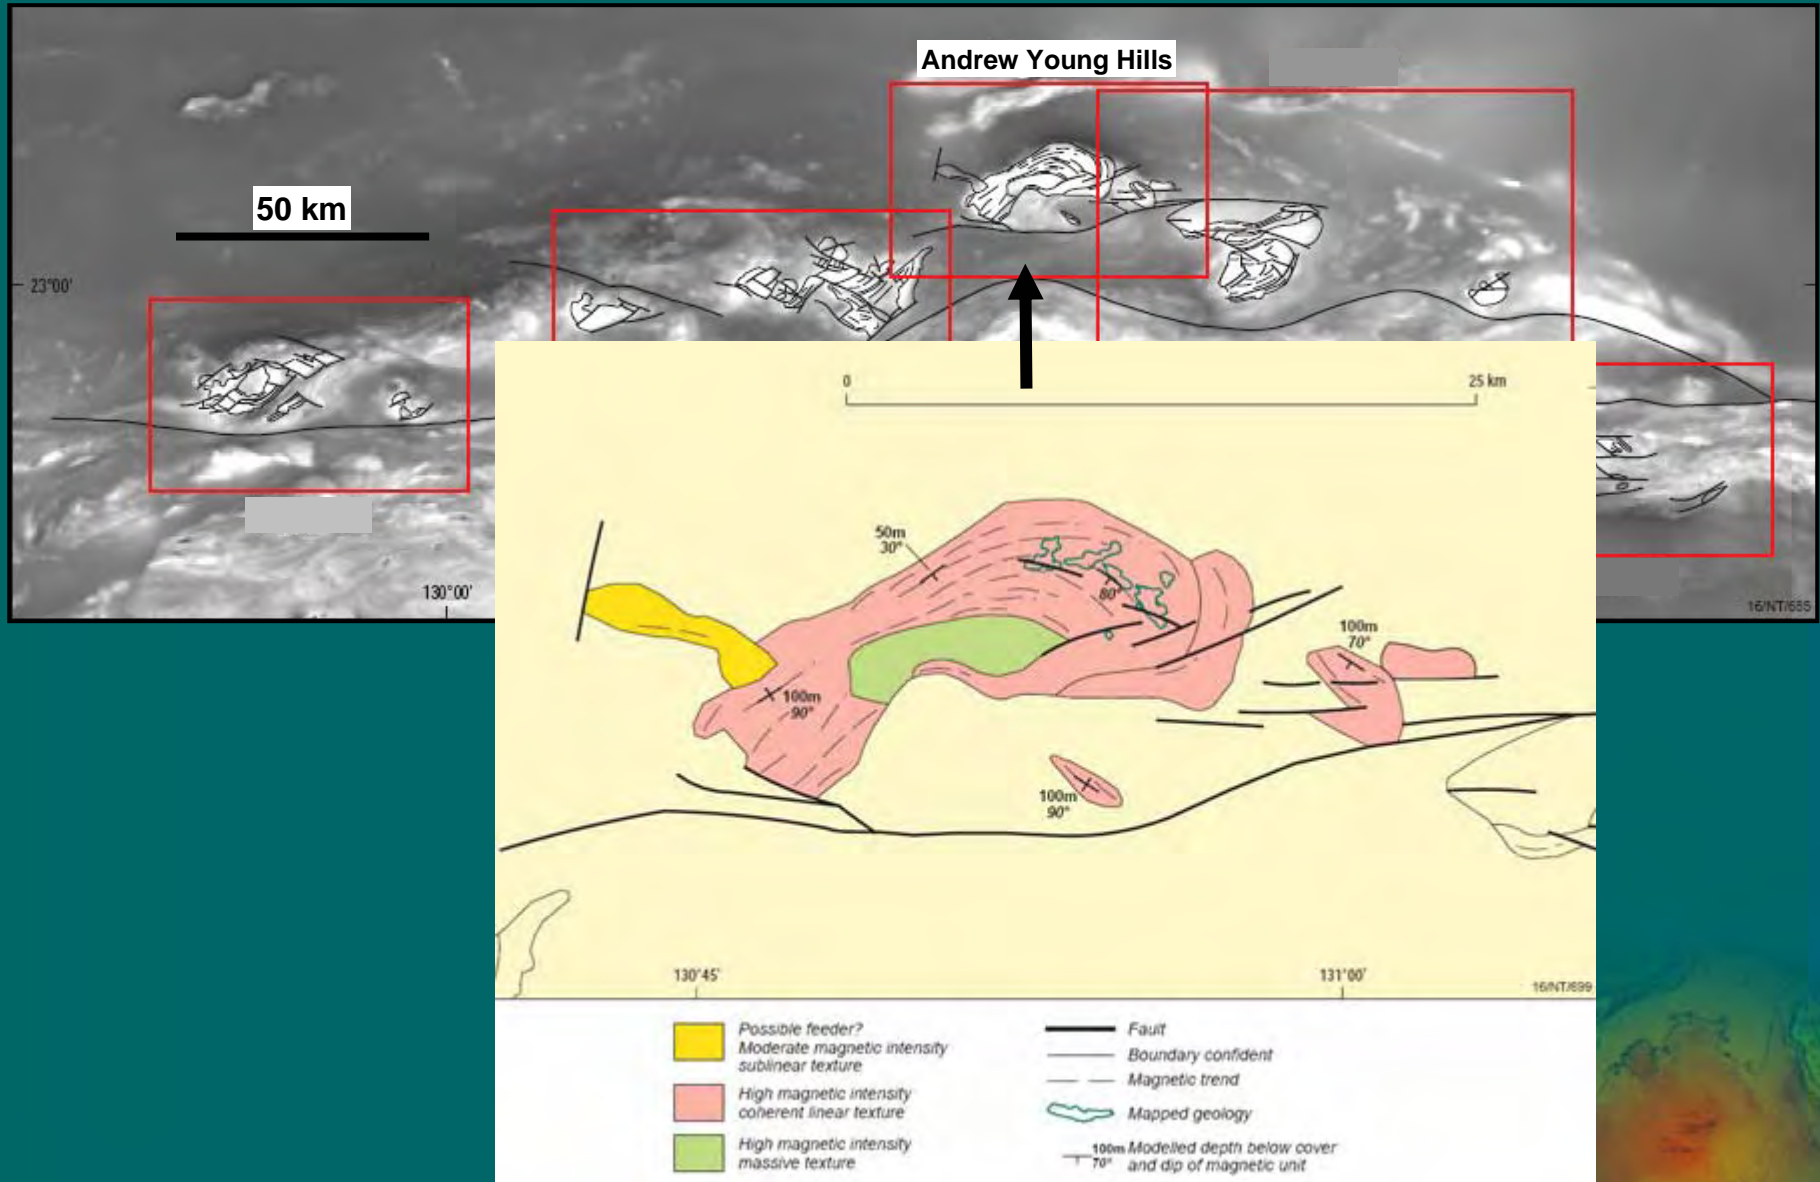 Andrew Young Hills
50 km
23°00'
130°00'
16/NT/655
0
25 km
50m
30°
80°
100m
70°
100m
90°
100m
90°
130°45'
131°00'
16/NT/699
Possible feeder?
Moderate magnetic intensity
sublinear texture
High magnetic intensity
coherent linear texture
High magnetic intensity
massive texture
Fault
Boundary confident
Magnetic trend
Mapped geology
100m
70°
Modelled depth below cover
and dip of magnetic unit